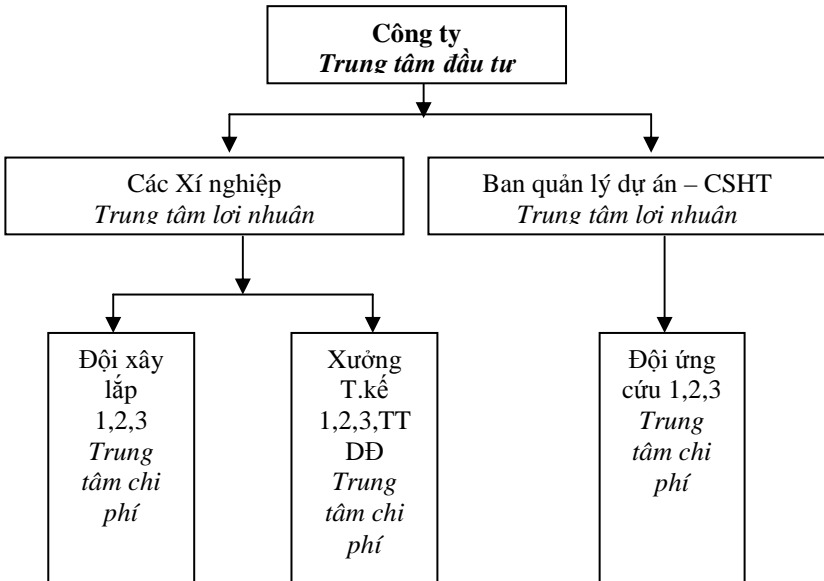 Công ty
Trung tâm đầu tư
Các Xí nghiệp
Trung tâm lợi nhuận
Ban quản lý dự án – CSHT
Trung tâm lợi nhuận
Đội xây
lắp
1,2,3
Trung
tâm chi
phí
Xưởng
T.kế
1,2,3,TT
DĐ
Trung
tâm chi
phí
Đội ứng
cứu 1,2,3
Trung
tâm chi
phí